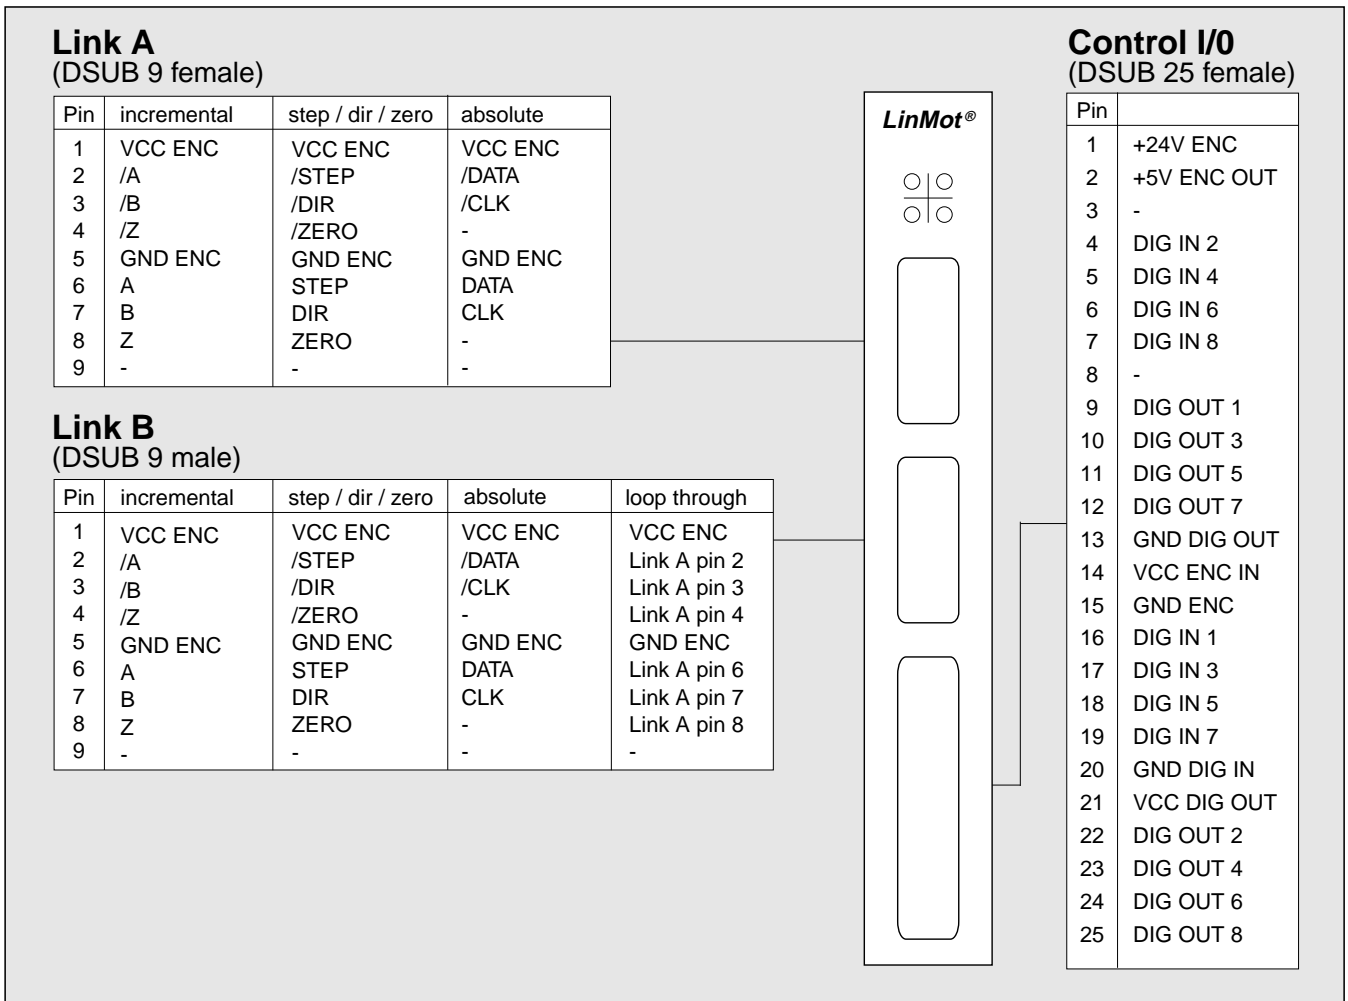 Link A
(DSUB 9 female)
Pin incremental step / dir / zero absolute
1 VCC ENC VCC ENC VCC ENC
2 /A /STEP /DATA
3 /B /DIR /CLK
4 /Z /ZERO -
5 GND ENC GND ENC GND ENC
6 A STEP DATA
7 B DIR CLK
8 Z ZERO -
9 - - -
Link B
(DSUB 9 male)
Pin incremental step / dir / zero absolute loop through
1 VCC ENC VCC ENC VCC ENC VCC ENC
2 /A /STEP /DATA Link A pin 2
3 /B /DIR /CLK Link A pin 3
4 /Z /ZERO - Link A pin 4
5 GND ENC GND ENC GND ENC GND ENC
6 A STEP DATA Link A pin 6
7 B DIR CLK Link A pin 7
8 Z ZERO - Link A pin 8
9 - - - -
LinMot®
Control I/0
(DSUB 25 female)
Pin
1 +24V ENC
2 +5V ENC OUT
3 -
4 DIG IN 2
5 DIG IN 4
6 DIG IN 6
7 DIG IN 8
8 -
9 DIG OUT 1
10 DIG OUT 3
11 DIG OUT 5
12 DIG OUT 7
13 GND DIG OUT
14 VCC ENC IN
15 GND ENC
16 DIG IN 1
17 DIG IN 3
18 DIG IN 5
19 DIG IN 7
20 GND DIG IN
21 VCC DIG OUT
22 DIG OUT 2
23 DIG OUT 4
24 DIG OUT 6
25 DIG OUT 8